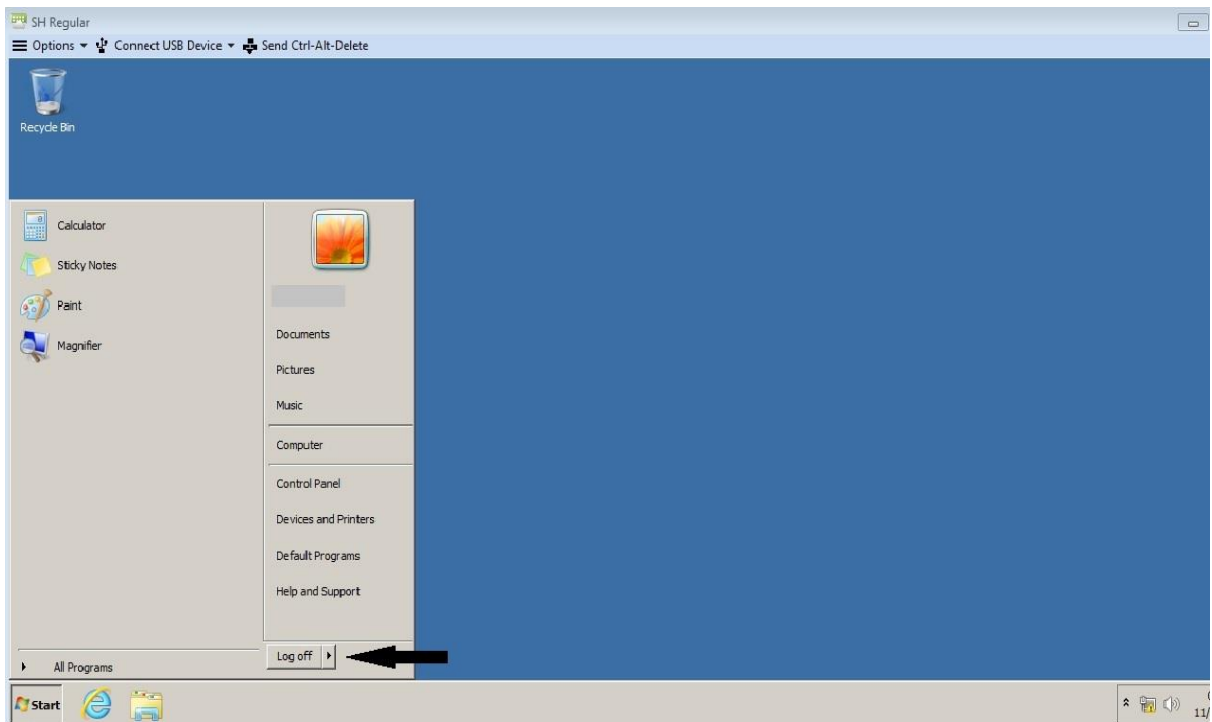 SH Regular
Options Connect USB Device Send Ctrl-Alt-Delete
Recycle Bin
Calculator
Sticky Notes
Paint
Magnifier
Documents
Pictures
Music
Computer
Control Panel
Devices and Printers
Default Programs
Help and Support
All Programs
Log off
Start
11/